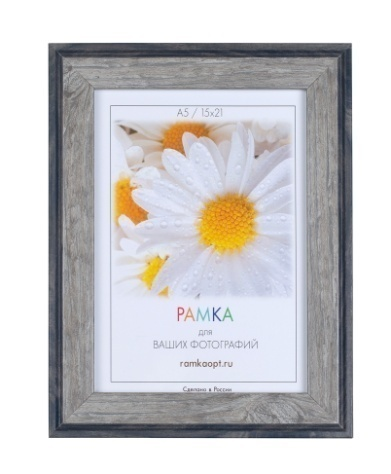 A5 / 15x21
РАМКА
для
ВАШИХ ФОТОГРАФИЙ
ramkaopt.ru
Сделано в России